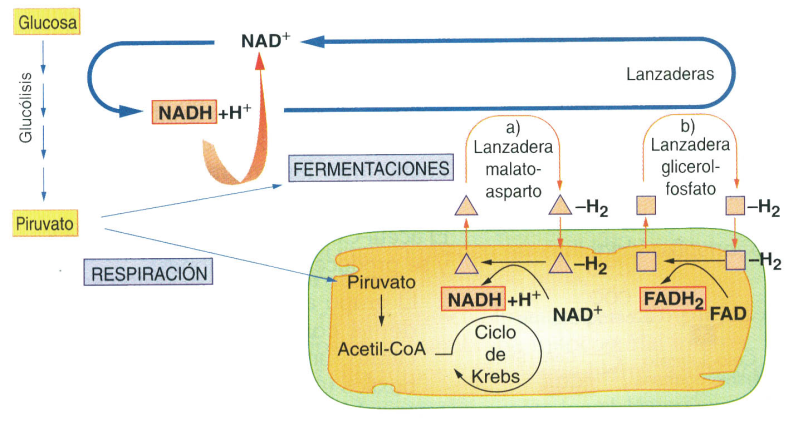 Glucosa
NAD⁺
Lanzaderas
Glucólisis
NADH +H⁺
a)
Lanzadera
malato-
asparto
b)
Lanzadera
glicerol-
fosfato
FERMENTACIONES
–H₂
–H₂
Piruvato
RESPIRACIÓN
–H₂
–H₂
Piruvato
NADH +H⁺
NAD⁺
FADH₂
FAD
Acetil-CoA
Ciclo
de
Krebs